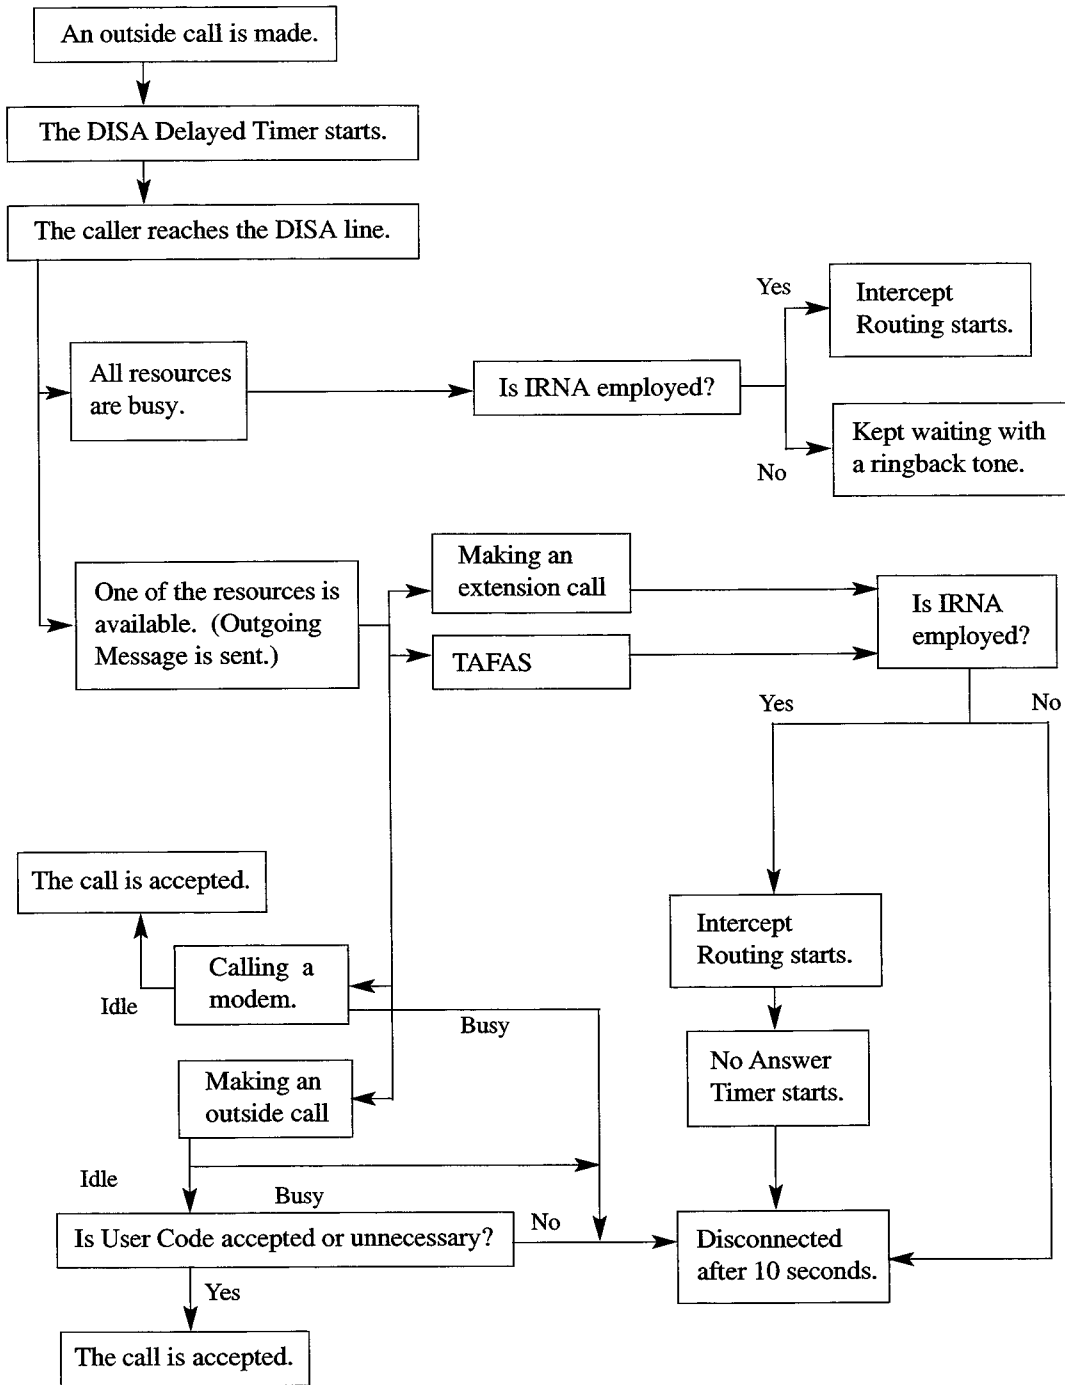 An outside call is made.
The DISA Delayed Timer starts.
The caller reaches the DISA line.
Yes
Intercept
Routing starts.
All resources
are busy.
Is IRNA employed?
No
Kept waiting with
a ringback tone.
One of the resources is
available. (Outgoing
Message is sent.)
Making an
extension call
TAFAS
Is IRNA
employed?
Yes
No
The call is accepted.
Intercept
Routing starts.
Calling a
modem.
Idle
Busy
No Answer
Timer starts.
Making an
outside call
Idle
Busy
Is User Code accepted or unnecessary?
No
Disconnected
after 10 seconds.
Yes
The call is accepted.